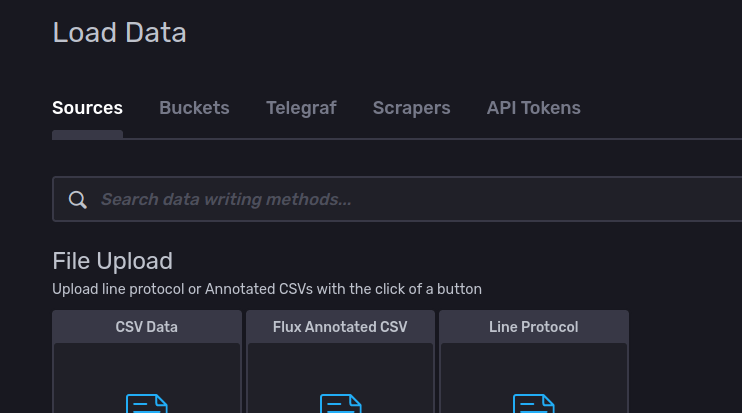 Load Data
Sources Buckets Telegraf Scrapers API Tokens
Search data writing methods...
File Upload
Upload line protocol or Annotated CSVs with the click of a button
CSV Data Flux Annotated CSV Line Protocol